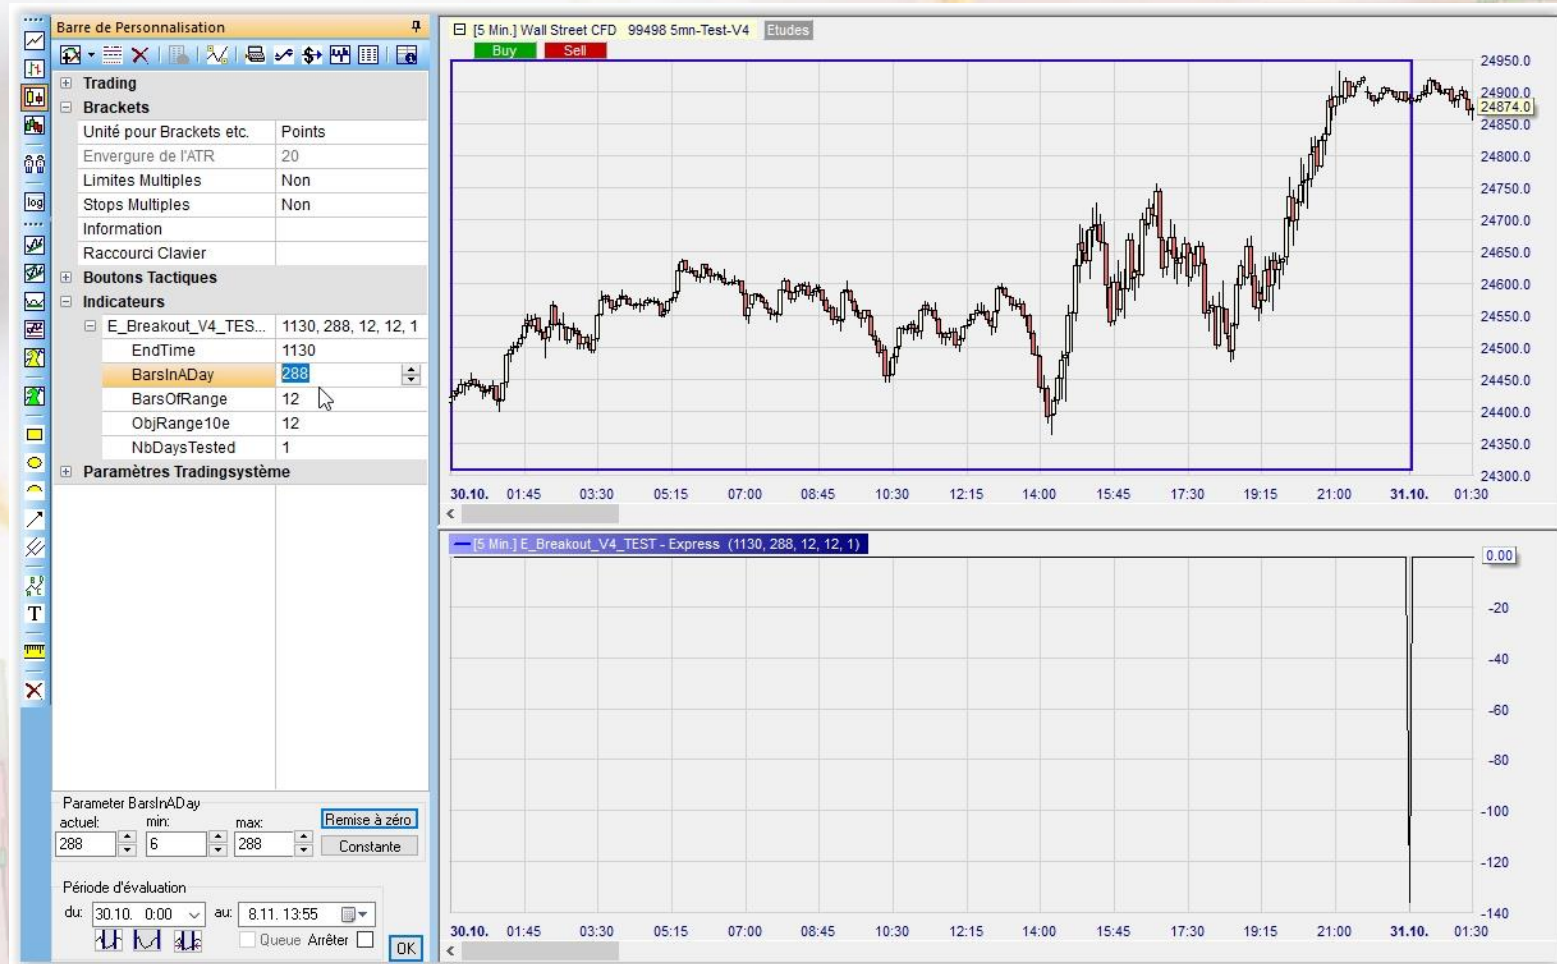 Barre de Personnalisation
Trading
Brackets
Unité pour Brackets etc. Points
Envergure de l'ATR 20
Limites Multiples Non
Stops Multiples Non
Information
Raccourci Clavier
Boutons Tactiques
Indicateurs
E_Breakout_V4_TES... 1130, 288, 12, 12, 1
EndTime 1130
BarsInADay 288
BarsOfRange 12
ObjRange10e 12
NbDaysTested 1
Paramètres Tradingsystème
log
T
Parameter BarsInADay
actuel: min: max: Remise à zéro
288 6 288 Constante
Période d'évaluation
du: 30.10. 0:00 au: 8.11. 13:55
Queue Arrêter OK
[5 Min.] Wall Street CFD 99498 5mn-Test-V4 Etudes
Buy Sell
24950.0
24900.0
24874.0
24850.0
24800.0
24750.0
24700.0
24650.0
24600.0
24550.0
24500.0
24450.0
24400.0
24350.0
24300.0
30.10. 01:45 03:30 05:15 07:00 08:45 10:30 12:15 14:00 15:45 17:30 19:15 21:00 31.10. 01:30
[5 Min.] E_Breakout_V4_TEST - Express (1130, 288, 12, 12, 1)
0.00
-20
-40
-60
-80
-100
-120
-140
30.10. 01:45 03:30 05:15 07:00 08:45 10:30 12:15 14:00 15:45 17:30 19:15 21:00 31.10. 01:30